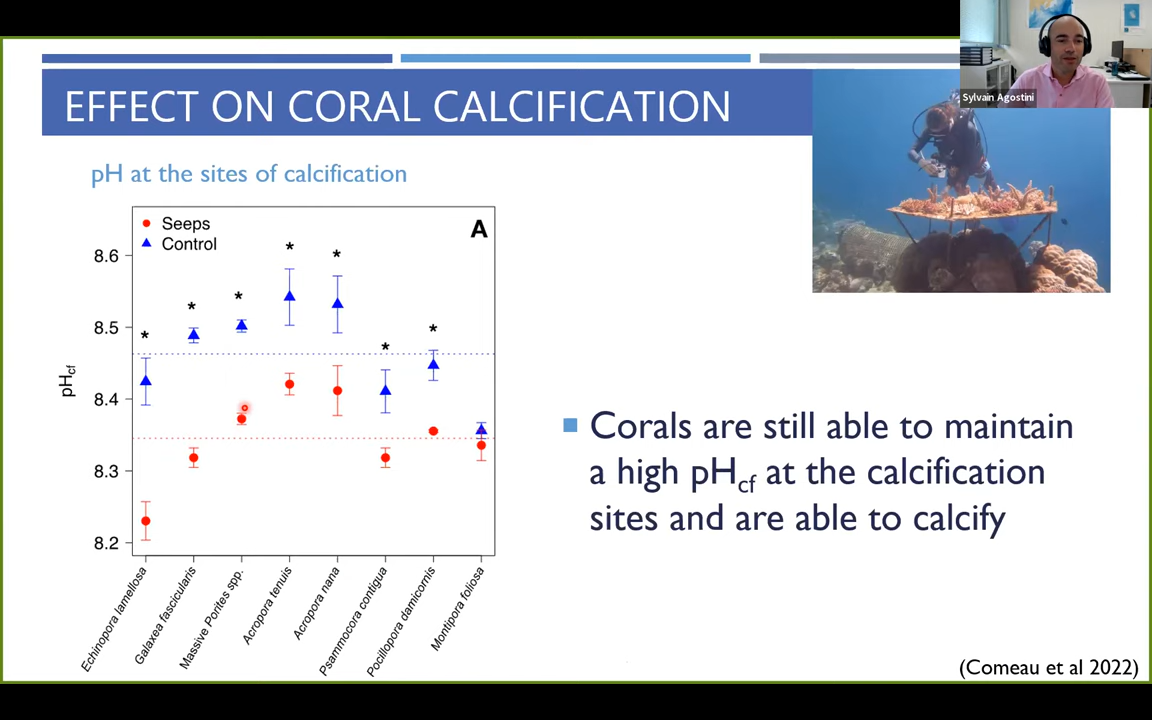 Sylvain Agostini
EFFECT ON CORAL CALCIFICATION
pH at the sites of calcification
Seeps
Control
A
8.6
8.5
8.4
8.3
8.2
pHcf
* * * * * * *
Echinopora lamellosa
Galaxea fascicularis
Massive Porites spp.
Acropora tenuis
Acropora nana
Psammocora contigua
Pocillopora damicornis
Montipora foliosa
Corals are still able to maintain
a high pHcf at the calcification
sites and are able to calcify
(Comeau et al 2022)